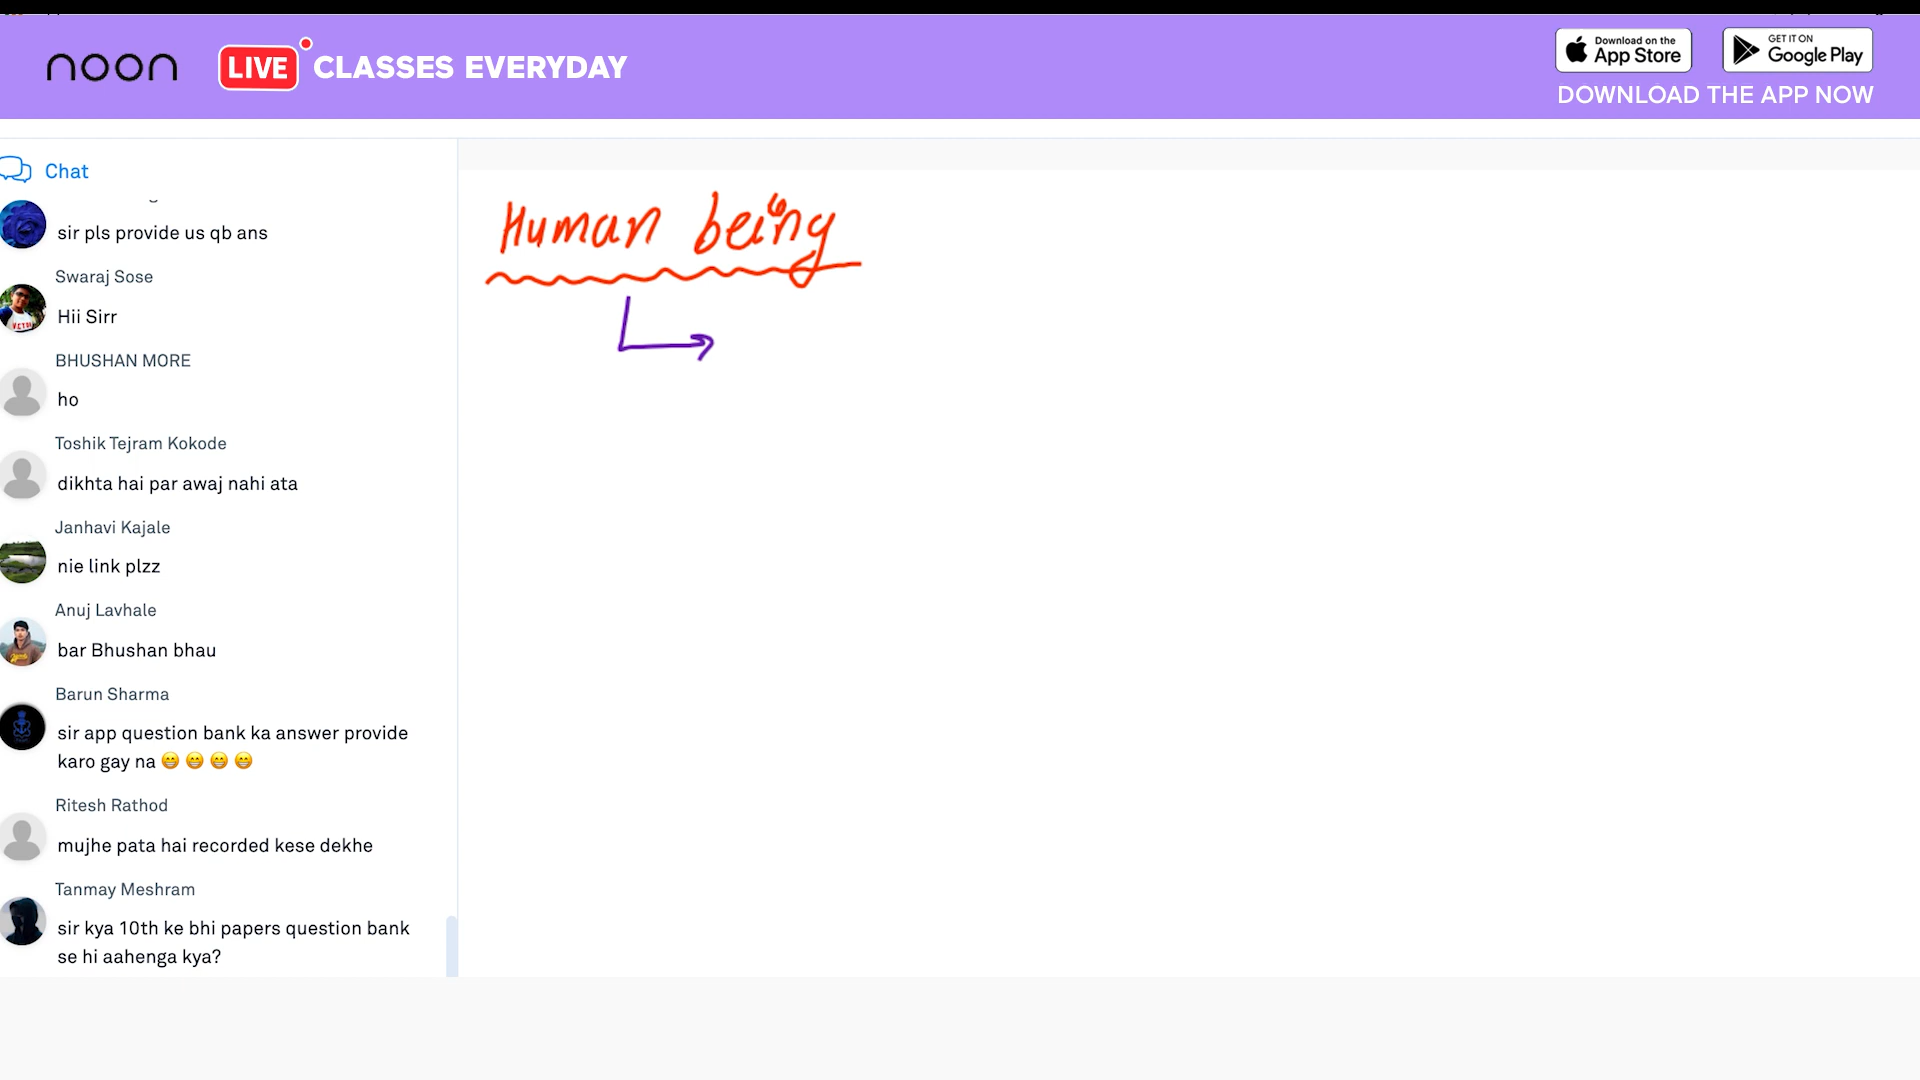 noon LIVE CLASSES EVERYDAY
Download on the App Store
GET IT ON Google Play
DOWNLOAD THE APP NOW
Chat
sir pls provide us qb ans
Swaraj Sose
Hii Sirr
BHUSHAN MORE
ho
Toshik Tejram Kokode
dikhta hai par awaj nahi ata
Janhavi Kajale
nie link plzz
Anuj Lavhale
bar Bhushan bhau
Barun Sharma
sir app question bank ka answer provide
karo gay na 😁 😁 😁 😁
Ritesh Rathod
mujhe pata hai recorded kese dekhe
Tanmay Meshram
sir kya 10th ke bhi papers question bank
se hi aahenga kya?
Human being